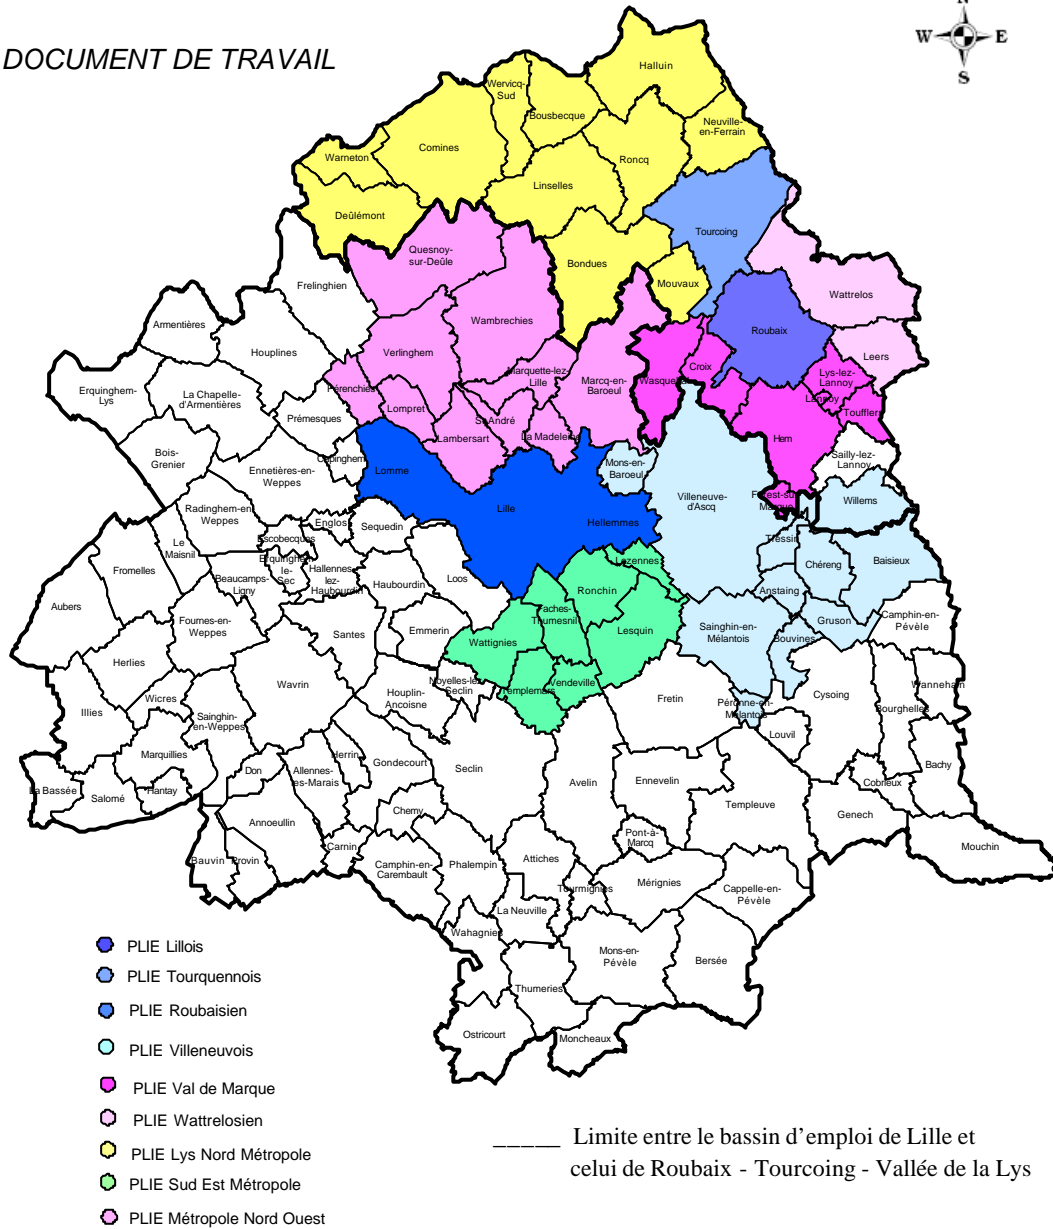 N
DOCUMENT DE TRAVAIL
W E
S
Halluin
Wervicq-
Sud
Bousbecque
Neuville-
en-Ferrain
Comines
Roncq
Warneton
Linselles
Deûlémont
Tourcoing
Quesnoy-
sur-Deûle
Bondues
Mouvaux
Frelinghien
Wattrelos
Armentières
Wambrechies
Roubaix
Houplines
Verlinghem
Leers
Marquette-lez-
Lille
Croix
Lys-lez-
Lannoy
Erquinghem-
Lys
La Chapelle-
d'Armentières
Pérenchies
Marcq-en-
Baroeul
Wasquehal
Lannoy
Toufflers
Prémesques
Lompret
St André
Lambersart
La Madeleine
Hem
Bois-
Grenier
Capinghem
Ennetières-en-
Weppes
Lomme
Mons-en-
Baroeul
Sailly-lez-
Lannoy
Villeneuve-
d'Ascq
Forest-sur-
Marque
Willems
Radinghem-en-
Weppes
Lille
Hellemmes
Englos
Sequedin
Escobecques
Tressin
Le
Maisnil
Erquinghem-
le-
Sec
Hallennes-
lez-
Haubourdin
Lezennes
Chéreng
Baisieux
Fromelles
Beaucamps-
Ligny
Haubourdin
Loos
Ronchin
Anstaing
Aubers
Faches-
Thumesnil
Fournes-en-
Weppes
Emmerin
Lesquin
Sainghin-en-
Mélantois
Gruson
Camphin-en-
Pévèle
Santes
Wattignies
Bouvines
Herlies
Wavrin
Noyelles-lez-
Seclin
Vendeville
Wannehain
Wicres
Houplin-
Ancoisne
Templemars
Fretin
Péronne-en-
Mélantois
Cysoing
Illies
Sainghin-
en-Weppes
Bourghelles
Louvil
Marquillies
Herrin
Gondecourt
Seclin
Bachy
Don
Allennes-
les-Marais
Avelin
Ennevelin
Cobrieux
La Bassée
Salomé
Hantay
Templeuve
Chemy
Genech
Annoeullin
Pont-à-
Marcq
Mouchin
Carnin
Bauvin
Provin
Camphin-en-
Carembault
Phalempin
Attiches
Mérignies
Tourmignies
Cappelle-en-
Pévèle
La Neuville
Wahagnies
Mons-en-
Pévèle
Bersée
Thumeries
Ostricourt
Moncheaux
PLIE Lillois
PLIE Tourquennois
PLIE Roubaisien
PLIE Villeneuvois
PLIE Val de Marque
PLIE Wattrelosien
PLIE Lys Nord Métropole
PLIE Sud Est Métropole
PLIE Métropole Nord Ouest
_____ Limite entre le bassin d'emploi de Lille et
celui de Roubaix - Tourcoing - Vallée de la Lys